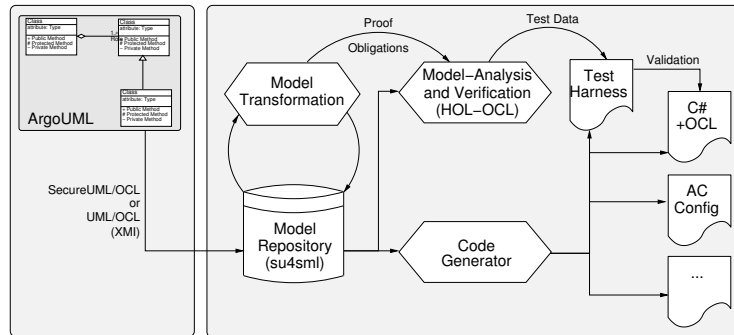 Class
attribute: Type
+ Public Method
# Protected Method
− Private Method
Class
attribute: Type
+ Public Method
# Protected Method
− Private Method
Class
attribute: Type
+ Public Method
# Protected Method
− Private Method
ArgoUML
SecureUML/OCL
or
UML/OCL
(XMI)
Proof
Obligations
Test Data
Model
Transformation
Model−Analysis
and Verification
(HOL−OCL)
Test
Harness
Validation
C#
+OCL
Model
Repository
(su4sml)
Code
Generator
AC
Config
...